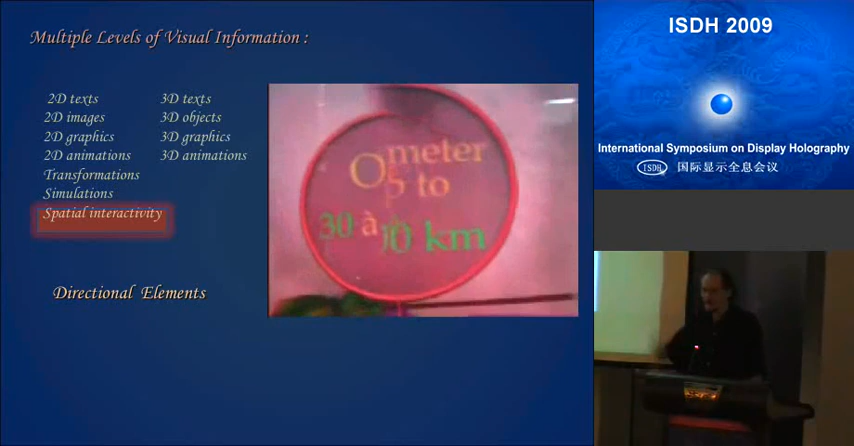 Multiple Levels of Visual Information :
2D texts
2D images
2D graphics
2D animations
Transformations
Simulations
Spatial interactivity
3D texts
3D objects
3D graphics
3D animations
Directional Elements
meter
to
30 à 10 km
ISDH 2009
International Symposium on Display Holography
ISDH 国际显示全息会议